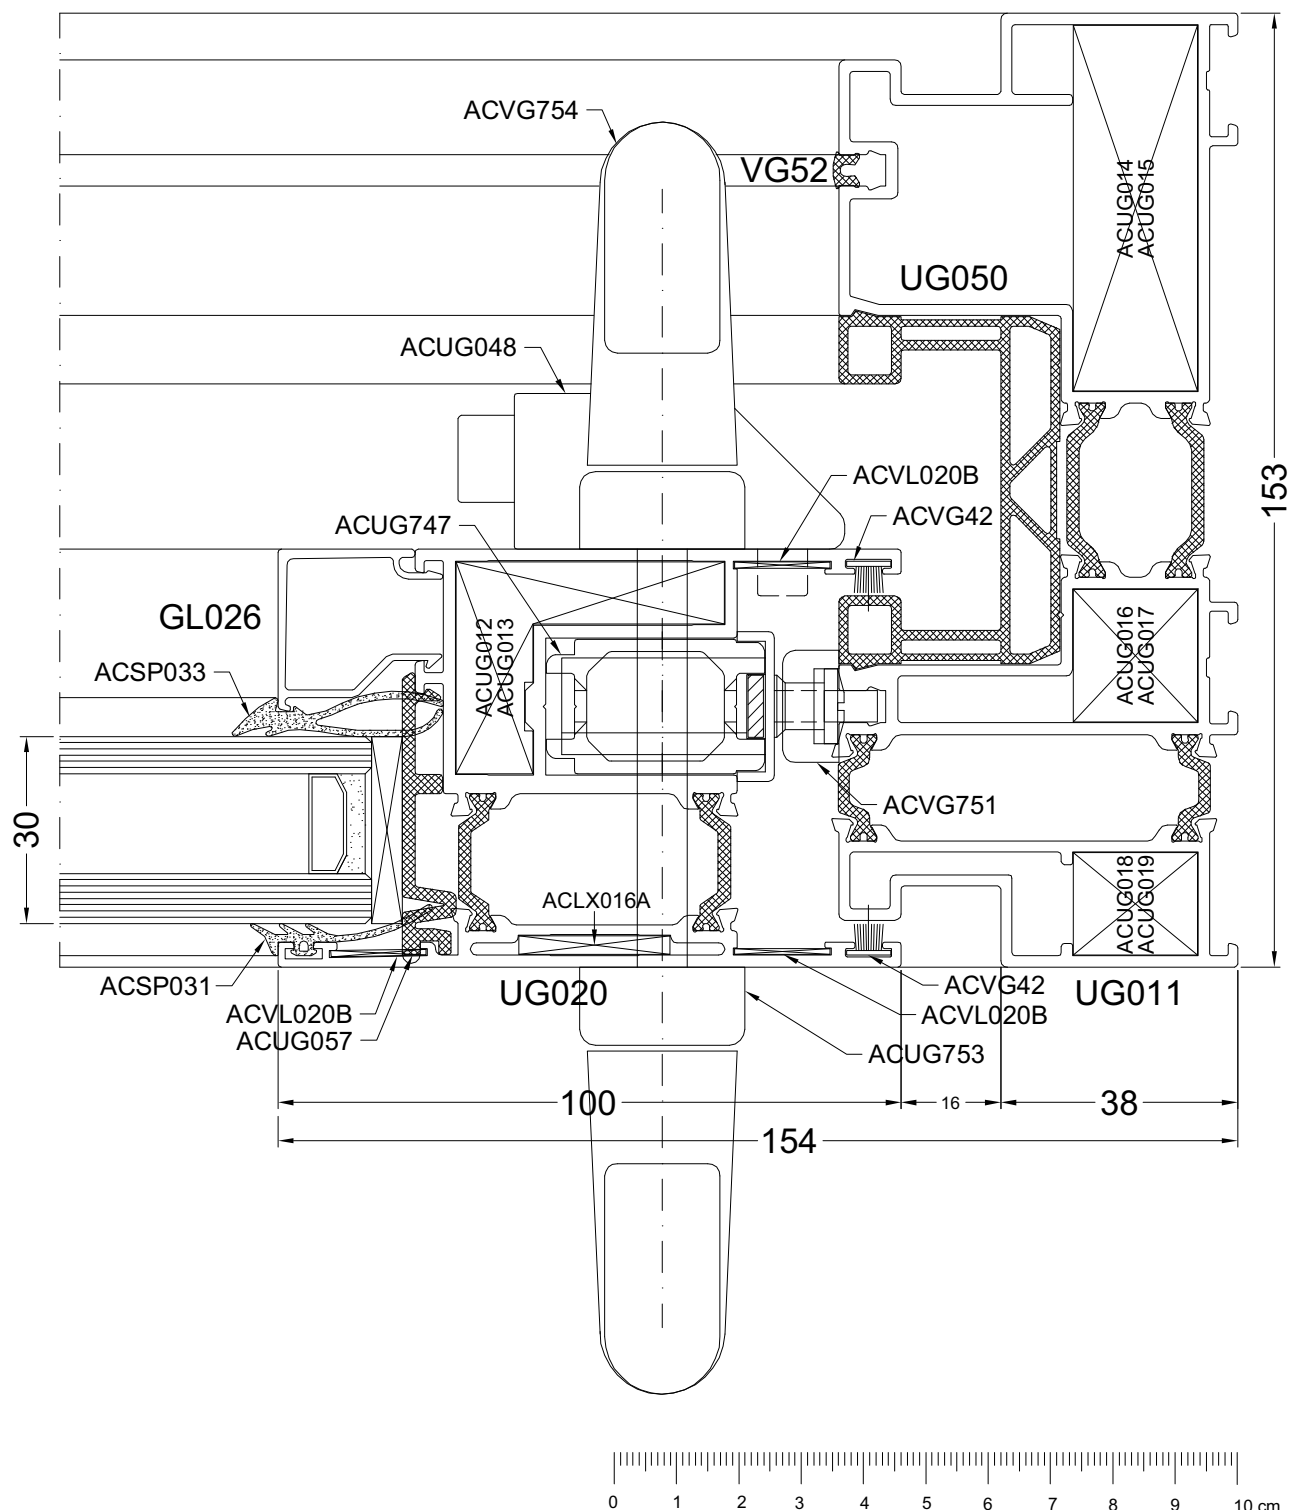 ACVG754
VG52
ACUG014
ACUG015
UG050
ACUG048
153
ACVL020B
ACVG42
ACUG747
GL026
ACUG012
ACUG013
ACUG016
ACUG017
ACSP033
ACVG751
30
ACLX016A
ACUG018
ACUG019
ACSP031
UG020
ACVG42
UG011
ACVL020B
ACVL020B
ACUG057
ACUG753
100
16
38
154
0 1 2 3 4 5 6 7 8 9 10 cm